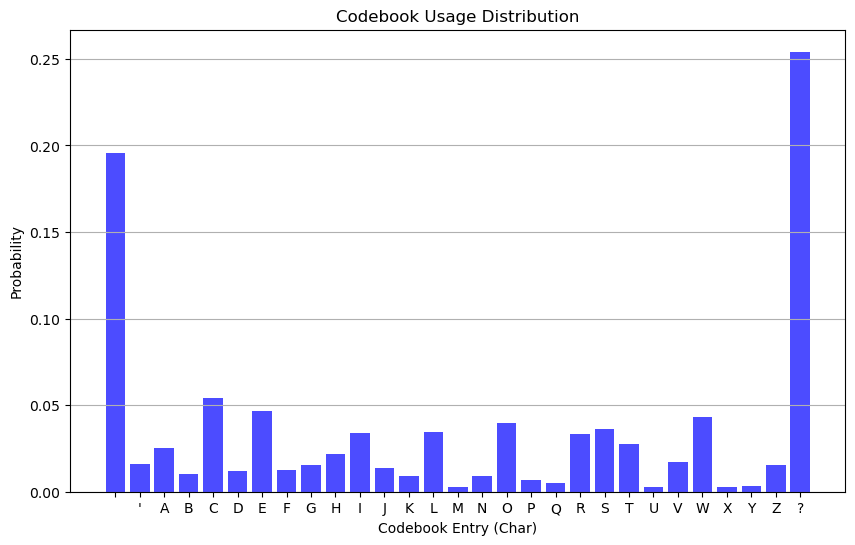 Codebook Usage Distribution
Probability
0.25
0.20
0.15
0.10
0.05
0.00
' A B C D E F G H I J K L M N O P Q R S T U V W X Y Z ?
Codebook Entry (Char)